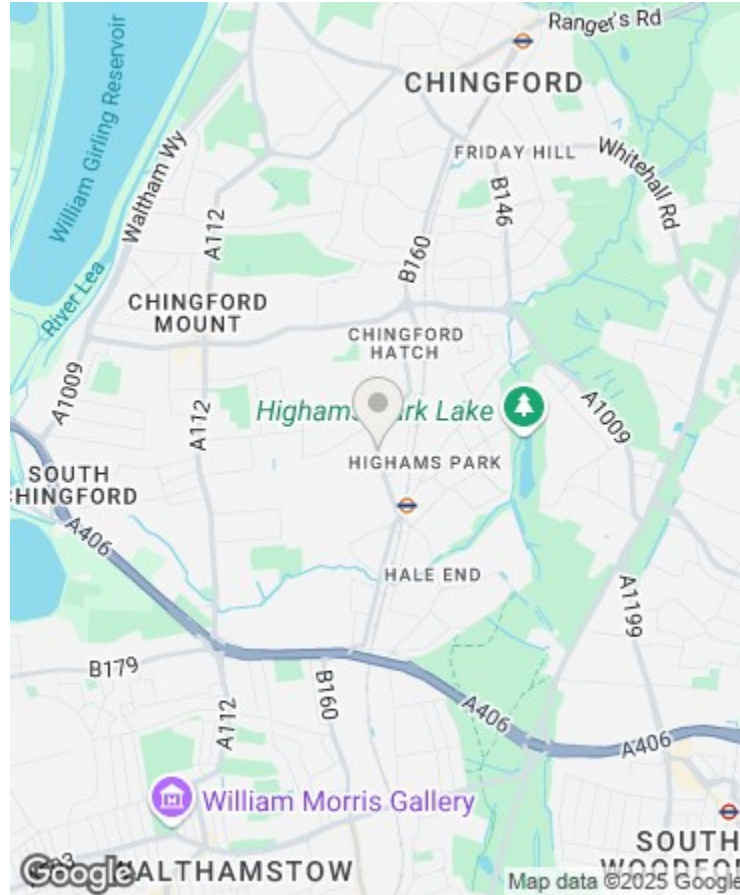 Ranger's Rd
CHINGFORD
William Girling Reservoir
Waltham Wy
FRIDAY HILL
Whitehall Rd
A112
B146
B160
River Lea
CHINGFORD
MOUNT
CHINGFORD
HATCH
A1009
A112
Highams Park Lake
A1009
HIGHAMS PARK
SOUTH
CHINGFORD
A406
HALE END
A1199
B179
B160
A112
A406
A406
William Morris Gallery
SOUTH
WOODFO
WALTHAMSTOW
Google
Map data ©2025 Google